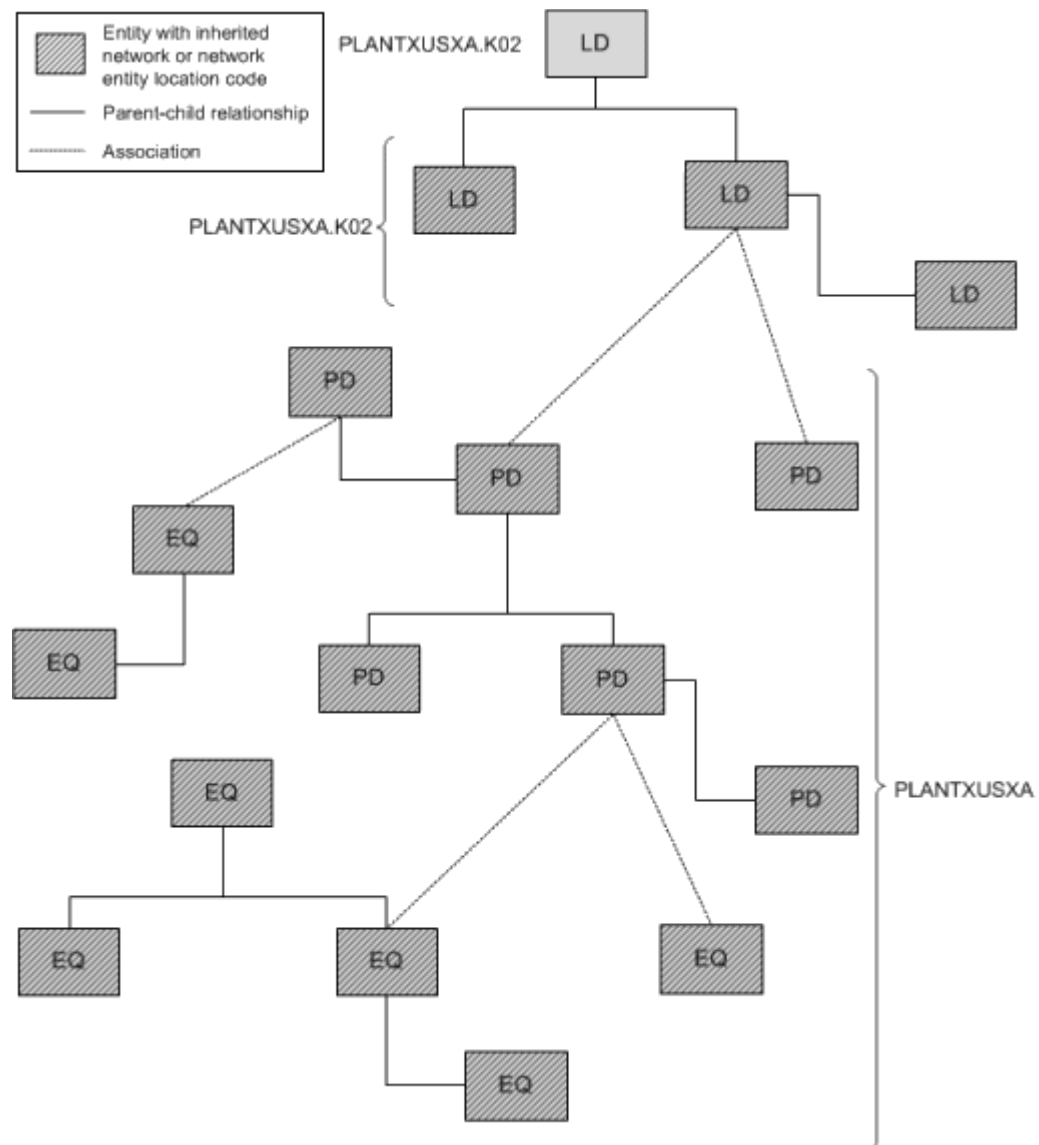 Entity with inherited
network or network
entity location code
Parent-child relationship
Association
PLANTXUSXA.K02
LD
LD
LD
PLANTXUSXA.K02
LD
PD
PD
PD
EQ
EQ
PD
PD
EQ
PD
PLANTXUSXA
EQ
EQ
EQ
EQ